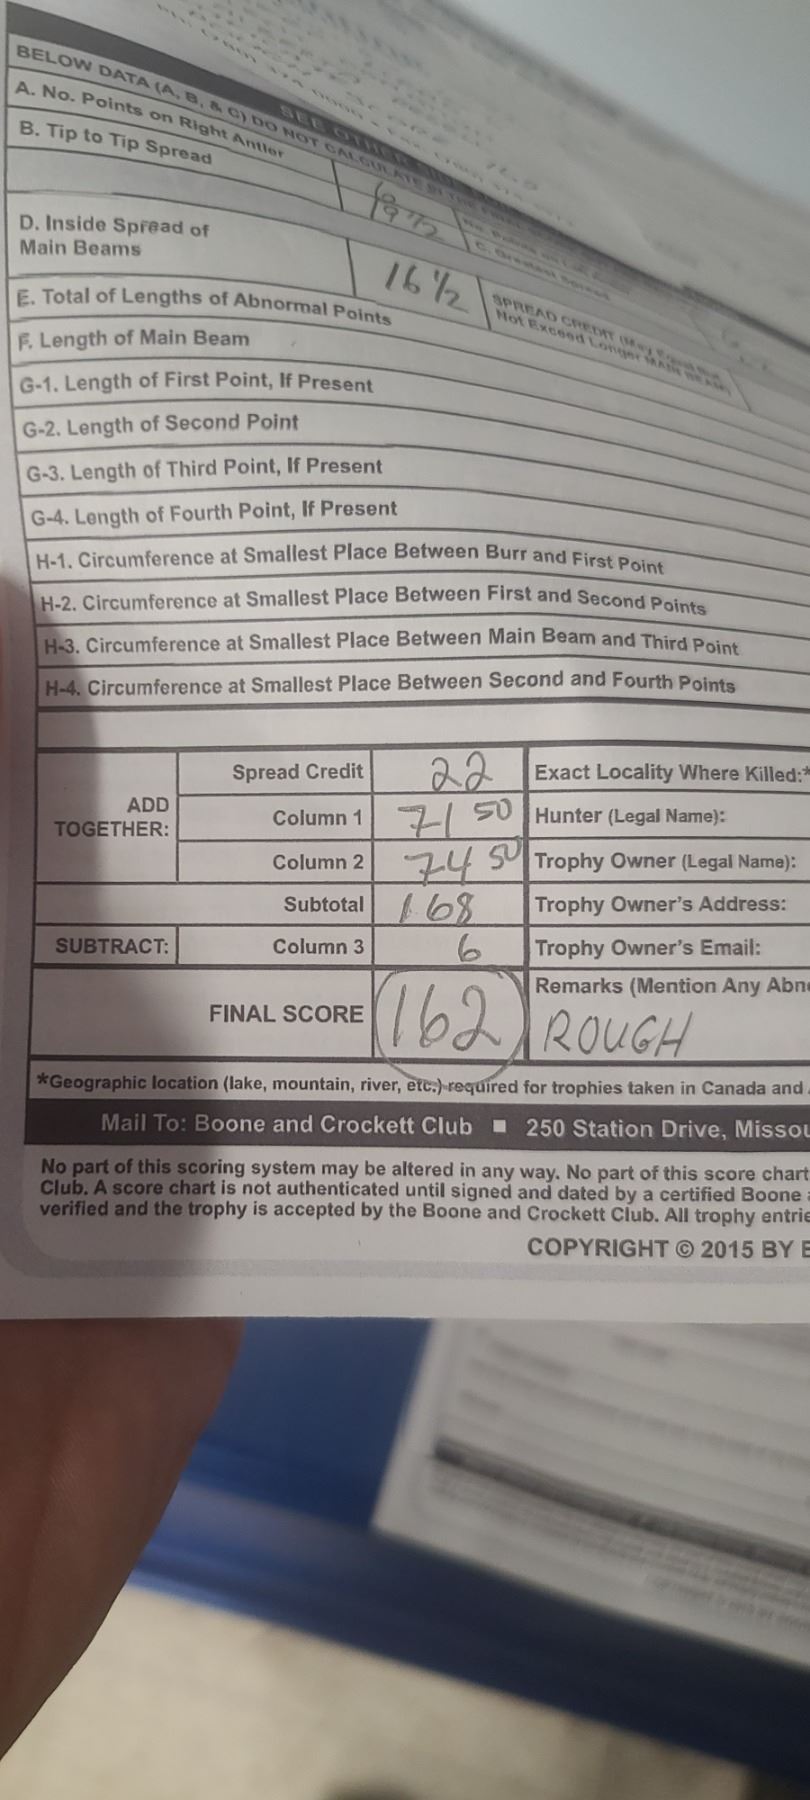 BELOW DATA (A, B, & C) DO NOT CALCULATE IN THE
A. No. Points on Right Antler
B. Tip to Tip Spread 9 1/2
D. Inside Spread of
Main Beams 16 1/2
SPREAD CREDIT (May Equal But
Not Exceed Longer MAIN BEAM)
E. Total of Lengths of Abnormal Points
F. Length of Main Beam
G-1. Length of First Point, If Present
G-2. Length of Second Point
G-3. Length of Third Point, If Present
G-4. Length of Fourth Point, If Present
H-1. Circumference at Smallest Place Between Burr and First Point
H-2. Circumference at Smallest Place Between First and Second Points
H-3. Circumference at Smallest Place Between Main Beam and Third Point
H-4. Circumference at Smallest Place Between Second and Fourth Points
ADD
TOGETHER:
Spread Credit 22 Exact Locality Where Killed:*
Column 1 71 50 Hunter (Legal Name):
Column 2 74 50 Trophy Owner (Legal Name):
Subtotal 168 Trophy Owner's Address:
SUBTRACT: Column 3 6 Trophy Owner's Email:
FINAL SCORE 162
Remarks (Mention Any Abn
ROUGH
*Geographic location (lake, mountain, river, etc.) required for trophies taken in Canada and
Mail To: Boone and Crockett Club ■ 250 Station Drive, Missou
No part of this scoring system may be altered in any way. No part of this score chart
Club. A score chart is not authenticated until signed and dated by a certified Boone
verified and the trophy is accepted by the Boone and Crockett Club. All trophy entrie
COPYRIGHT © 2015 BY B